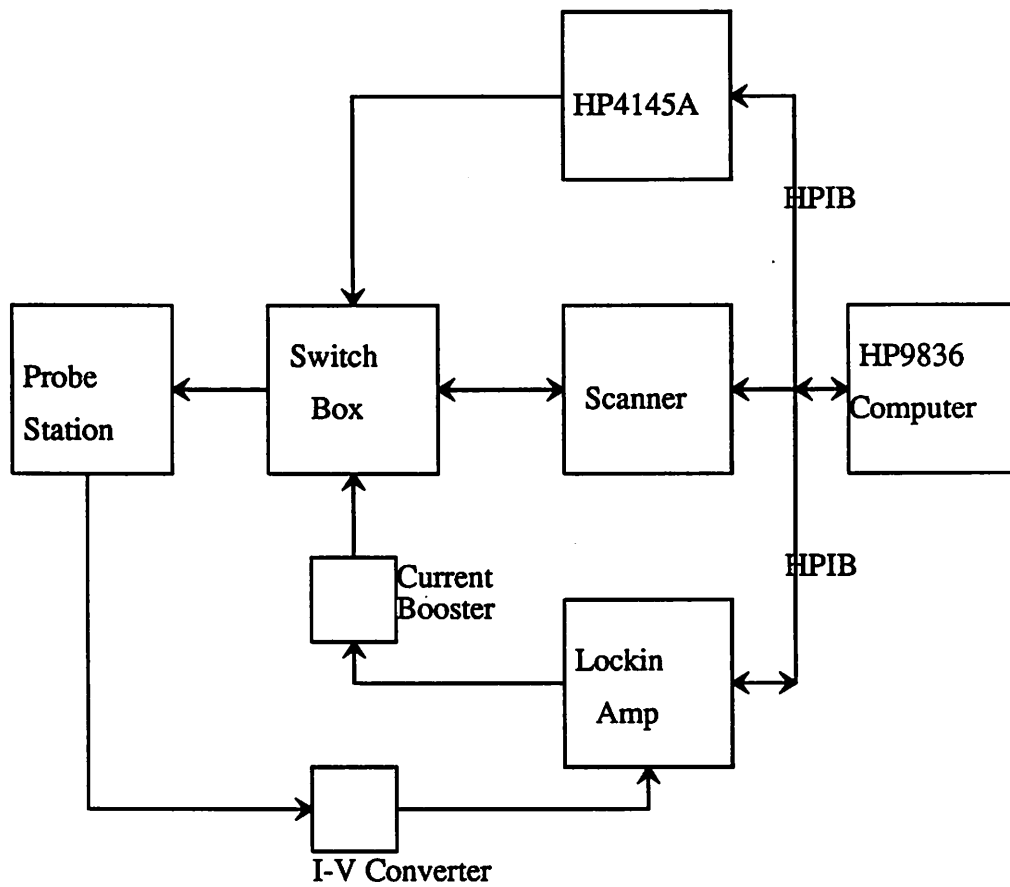 HP4145A
HPIB
Probe
Station
Switch
Box
Scanner
HP9836
Computer
Current
Booster
HPIB
Lockin
Amp
I-V Converter